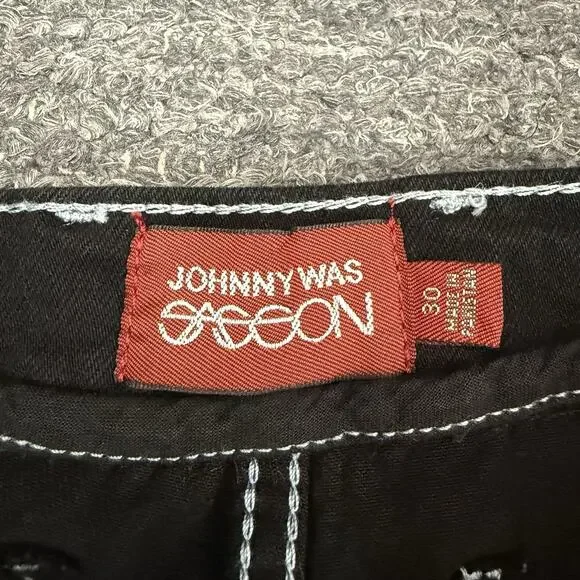 JOHNNY WAS
SASSON
30
MADE IN
PAKISTAN